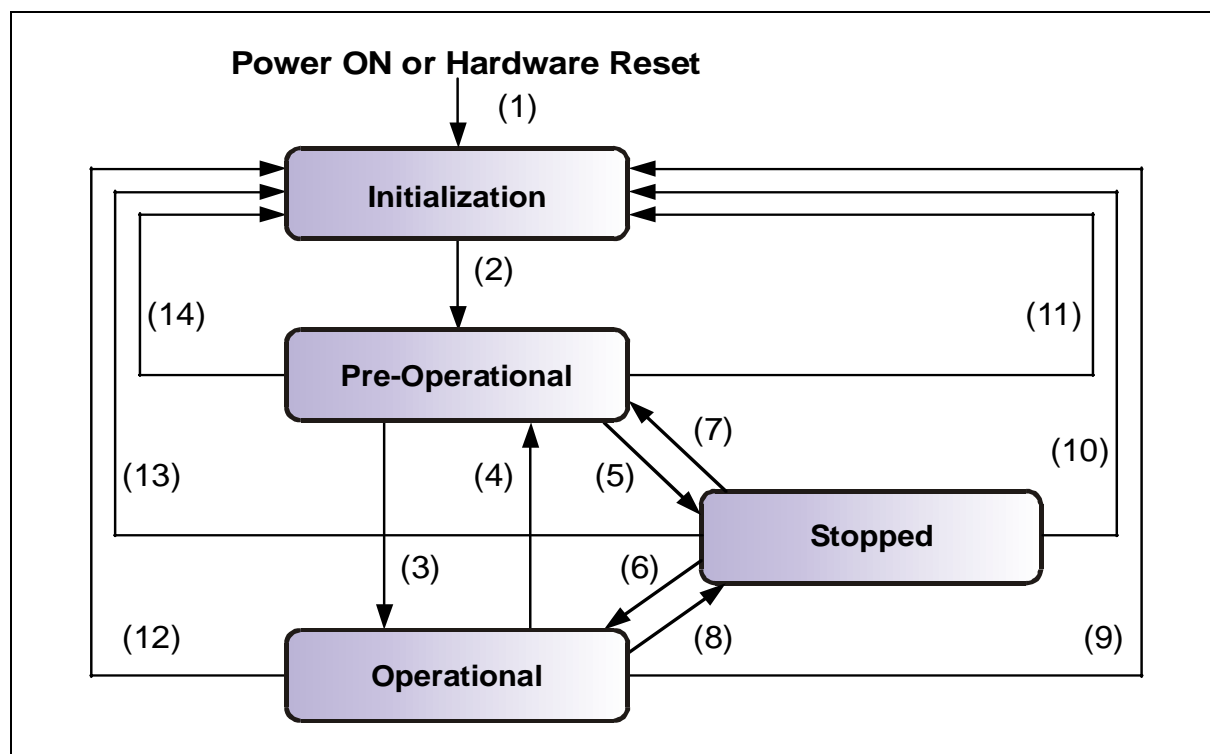 Power ON or Hardware Reset
(1)
Initialization
(2)
(14)
(11)
Pre-Operational
(7)
(13)
(4)
(5)
(10)
Stopped
(3)
(6)
(12)
(8)
(9)
Operational